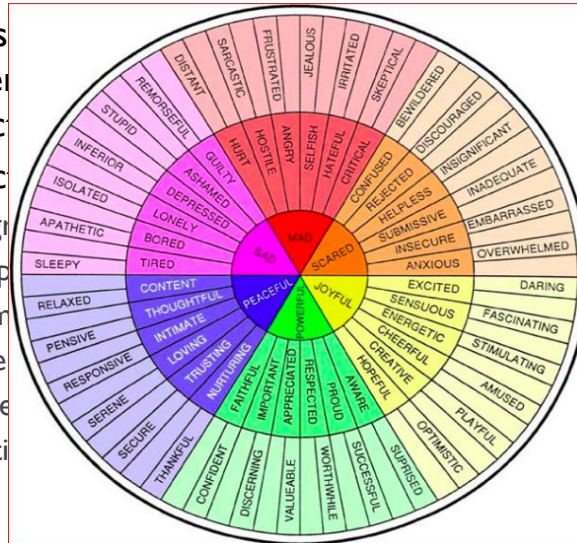 MAD
SCARED
JOYFUL
POWERFUL
PEACEFUL
SAD
HURT
HOSTILE
ANGRY
SELFISH
HATEFUL
CRITICAL
CONFUSED
REJECTED
HELPLESS
SUBMISSIVE
INSECURE
ANXIOUS
EXCITED
SENSUOUS
ENERGETIC
CHEERFUL
CREATIVE
HOPEFUL
AWARE
PROUD
RESPECTED
APPRECIATED
IMPORTANT
FAITHFUL
NURTURING
TRUSTING
LOVING
INTIMATE
THOUGHTFUL
CONTENT
TIRED
BORED
LONELY
DEPRESSED
ASHAMED
GUILTY
DISTANT
SARCASTIC
FRUSTRATED
JEALOUS
IRRITATED
SKEPTICAL
BEWILDERED
DISCOURAGED
INSIGNIFICANT
INADEQUATE
EMBARRASSED
OVERWHELMED
DARING
FASCINATING
STIMULATING
AMUSED
PLAYFUL
OPTIMISTIC
SUPRISED
SUCCESSFUL
WORTHWHILE
VALUEABLE
DISCERNING
CONFIDENT
THANKFUL
SECURE
SERENE
RESPONSIVE
PENSIVE
RELAXED
SLEEPY
APATHETIC
ISOLATED
INFERIOR
STUPID
REMORSEFUL